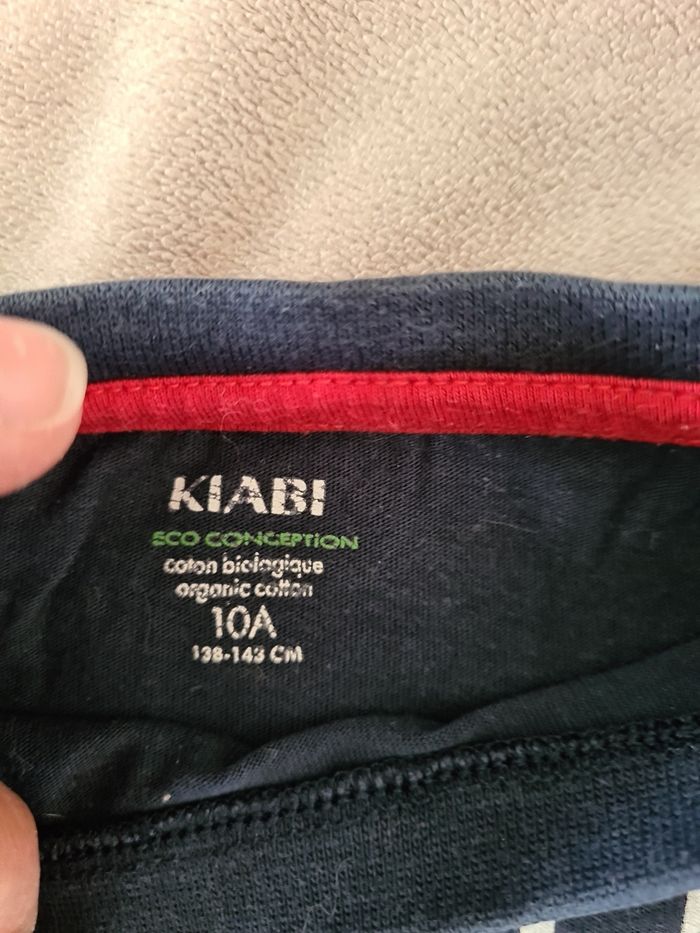 KIABI
ECO CONCEPTION
coton biologique
organic cotton
10A
138-143 CM